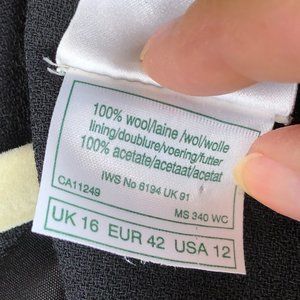 100% wool/laine /wol/wolle
lining/doublure/voering/futter
100% acetate/acetaat/acetat
IWS No 6194 UK 91
CA11249 MS 340 WC
UK 16 EUR 42 USA 12